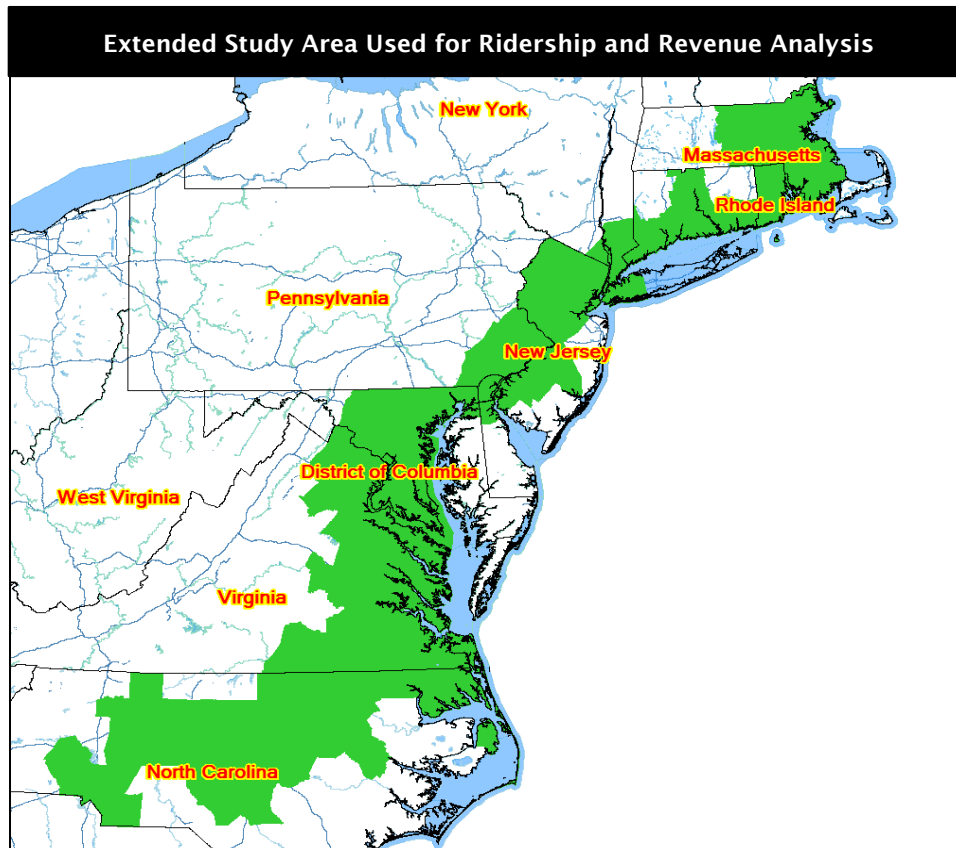 Extended Study Area Used for Ridership and Revenue Analysis
New York
Massachusetts
Rhode Island
Pennsylvania
New Jersey
District of Columbia
West Virginia
Virginia
North Carolina